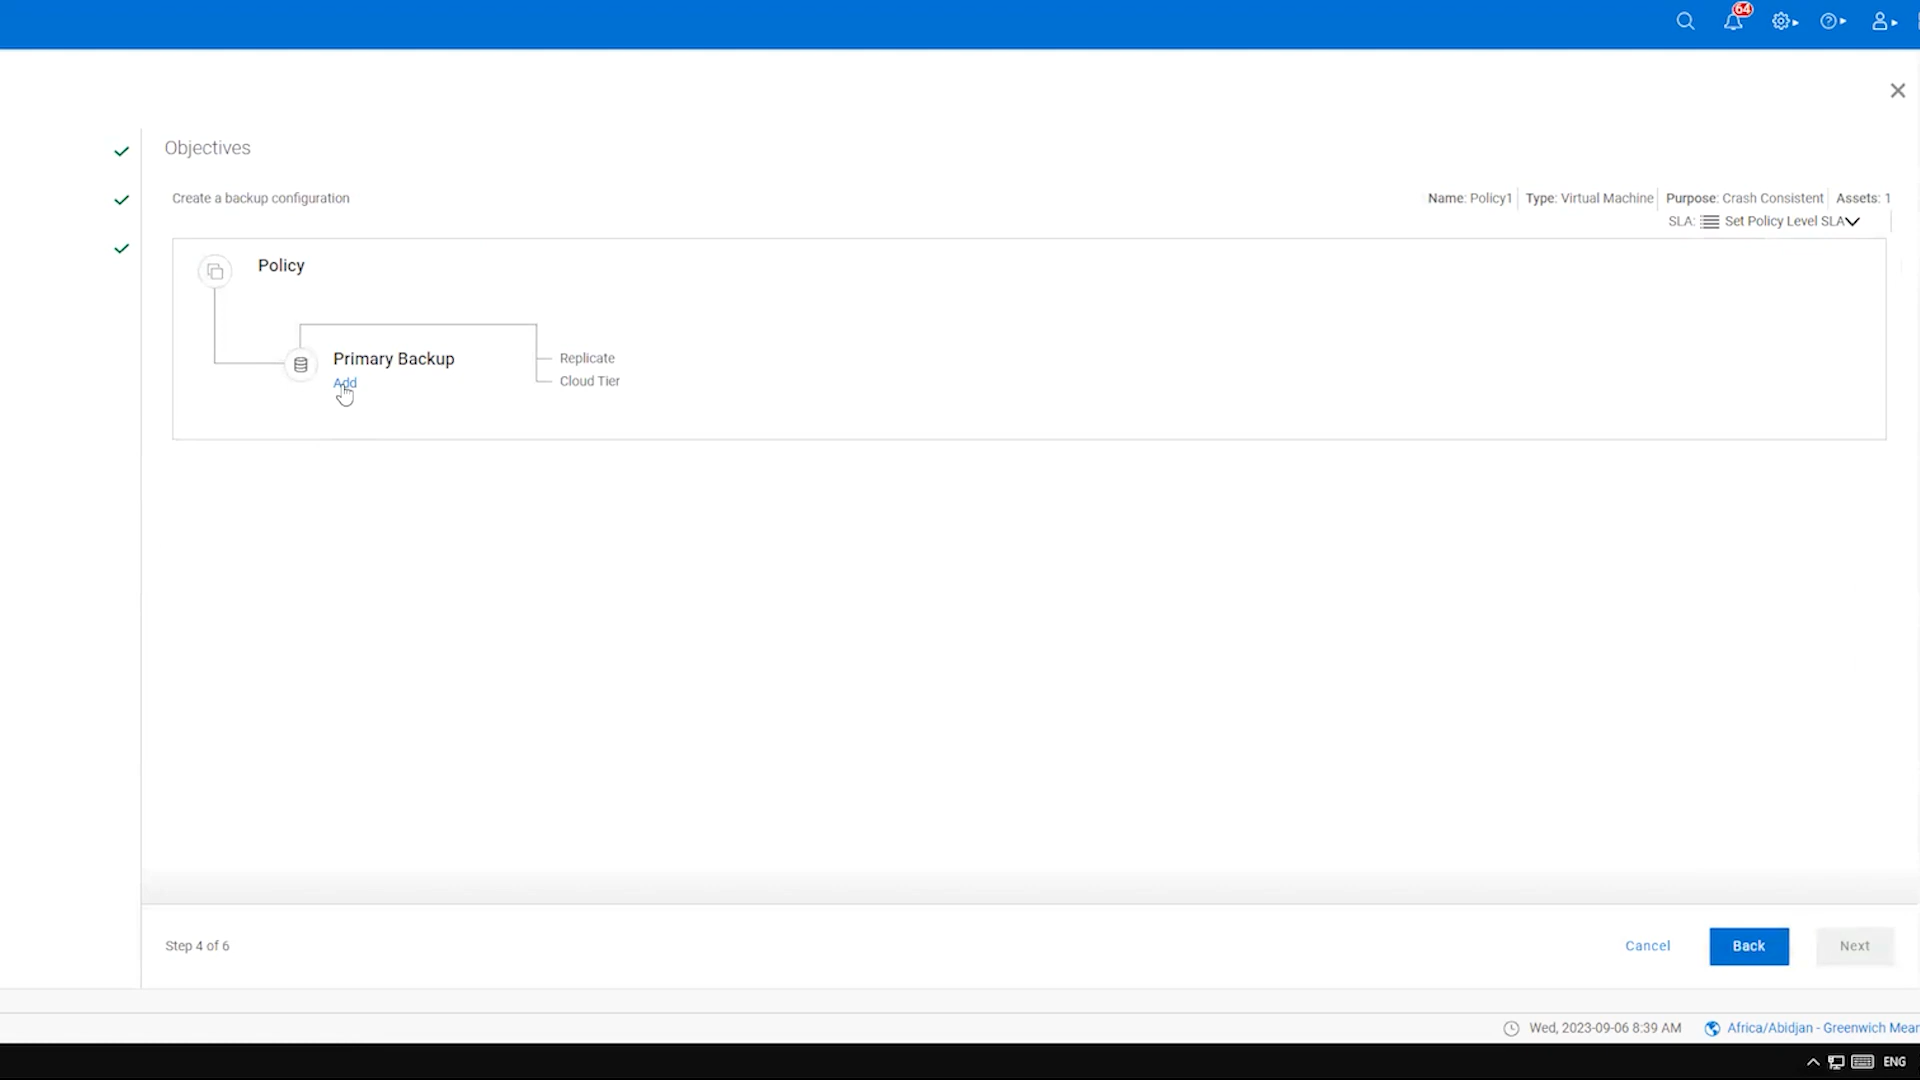 64
Objectives
Create a backup configuration
Name: Policy1 Type: Virtual Machine Purpose: Crash Consistent Assets: 1
SLA: Set Policy Level SLA
Policy
Primary Backup
Add
Replicate
Cloud Tier
Step 4 of 6
Cancel
Back
Next
Wed, 2023-09-06 8:39 AM
Africa/Abidjan - Greenwich Mear
ENG